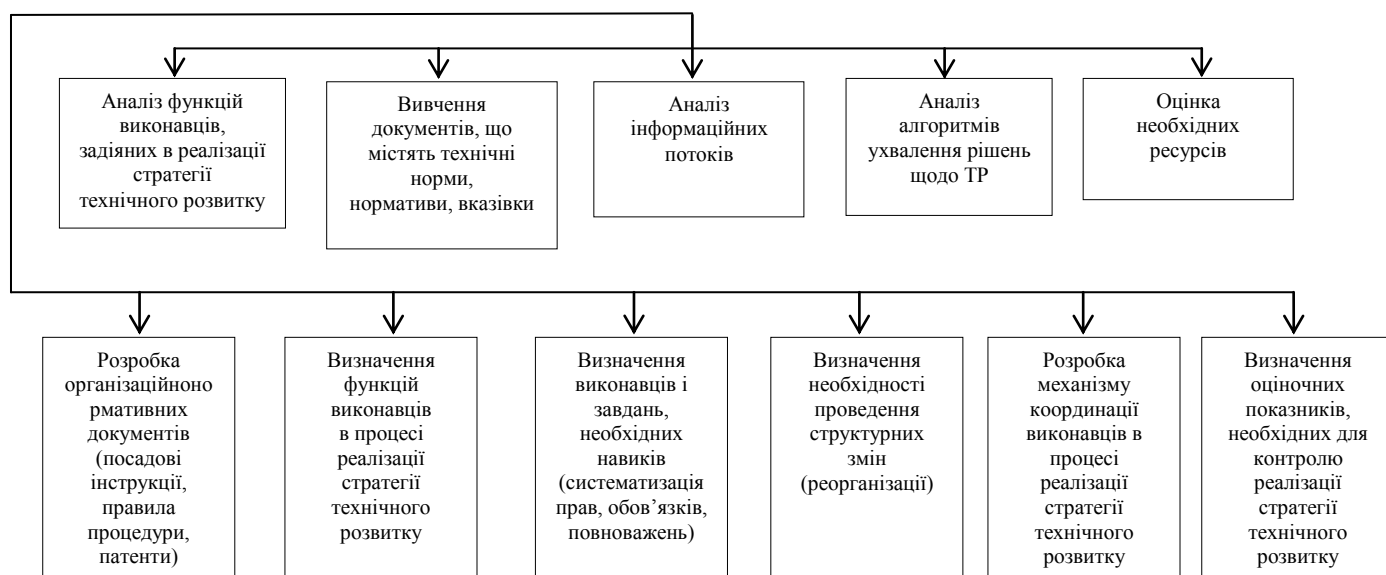 Аналіз функцій
виконавців,
задіяних в реалізації
стратегії
технічного розвитку
Вивчення
документів, що
містять технічні
норми,
нормативи, вказівки
Аналіз
інформаційних
потоків
Аналіз
алгоритмів
ухвалення рішень
щодо ТР
Оцінка
необхідних
ресурсів
Розробка
організаційноно
рмативних
документів
(посадові
інструкції,
правила
процедури,
патенти)
Визначення
функцій
виконавців
в процесі
реалізації
стратегії
технічного
розвитку
Визначення
виконавців і
завдань,
необхідних
навиків
(систематизація
прав, обов’язків,
повноважень)
Визначення
необхідності
проведення
структурних
змін
(реорганізації)
Розробка
механізму
координації
виконавців в
процесі
реалізації
стратегії
технічного
розвитку
Визначення
оціночних
показників,
необхідних для
контролю
реалізації
стратегії
технічного
розвитку